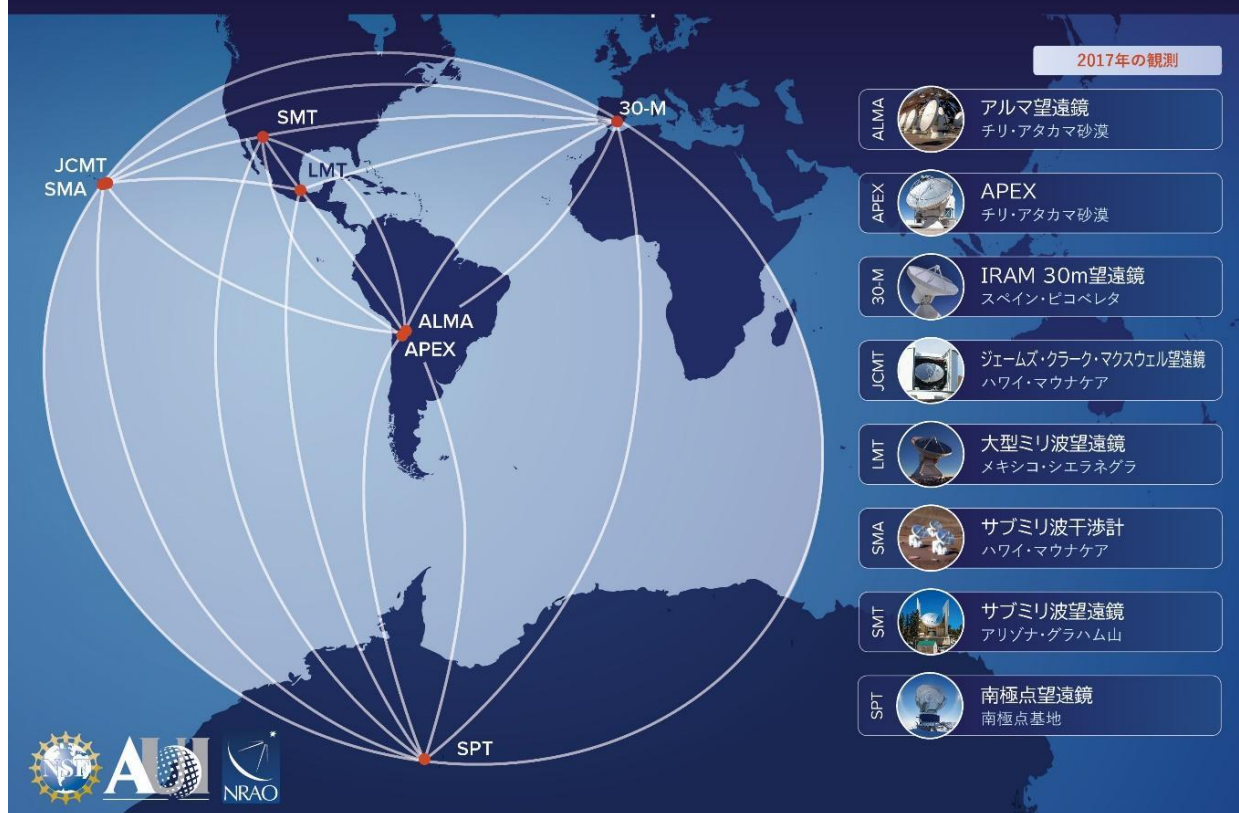 SMT
30-M
LMT
JCMT
SMA
ALMA
APEX
SPT
NSF
AUI
NRAO
2017年の観測
ALMA
アルマ望遠鏡
チリ・アタカマ砂漠
APEX
APEX
チリ・アタカマ砂漠
30-M
IRAM 30m望遠鏡
スペイン・ピコベレタ
JCMT
ジェームズ・クラーク・マクスウェル望遠鏡
ハワイ・マウナケア
LMT
大型ミリ波望遠鏡
メキシコ・シエラネグラ
SMA
サブミリ波干渉計
ハワイ・マウナケア
SMT
サブミリ波望遠鏡
アリゾナ・グラハム山
SPT
南極点望遠鏡
南極点基地